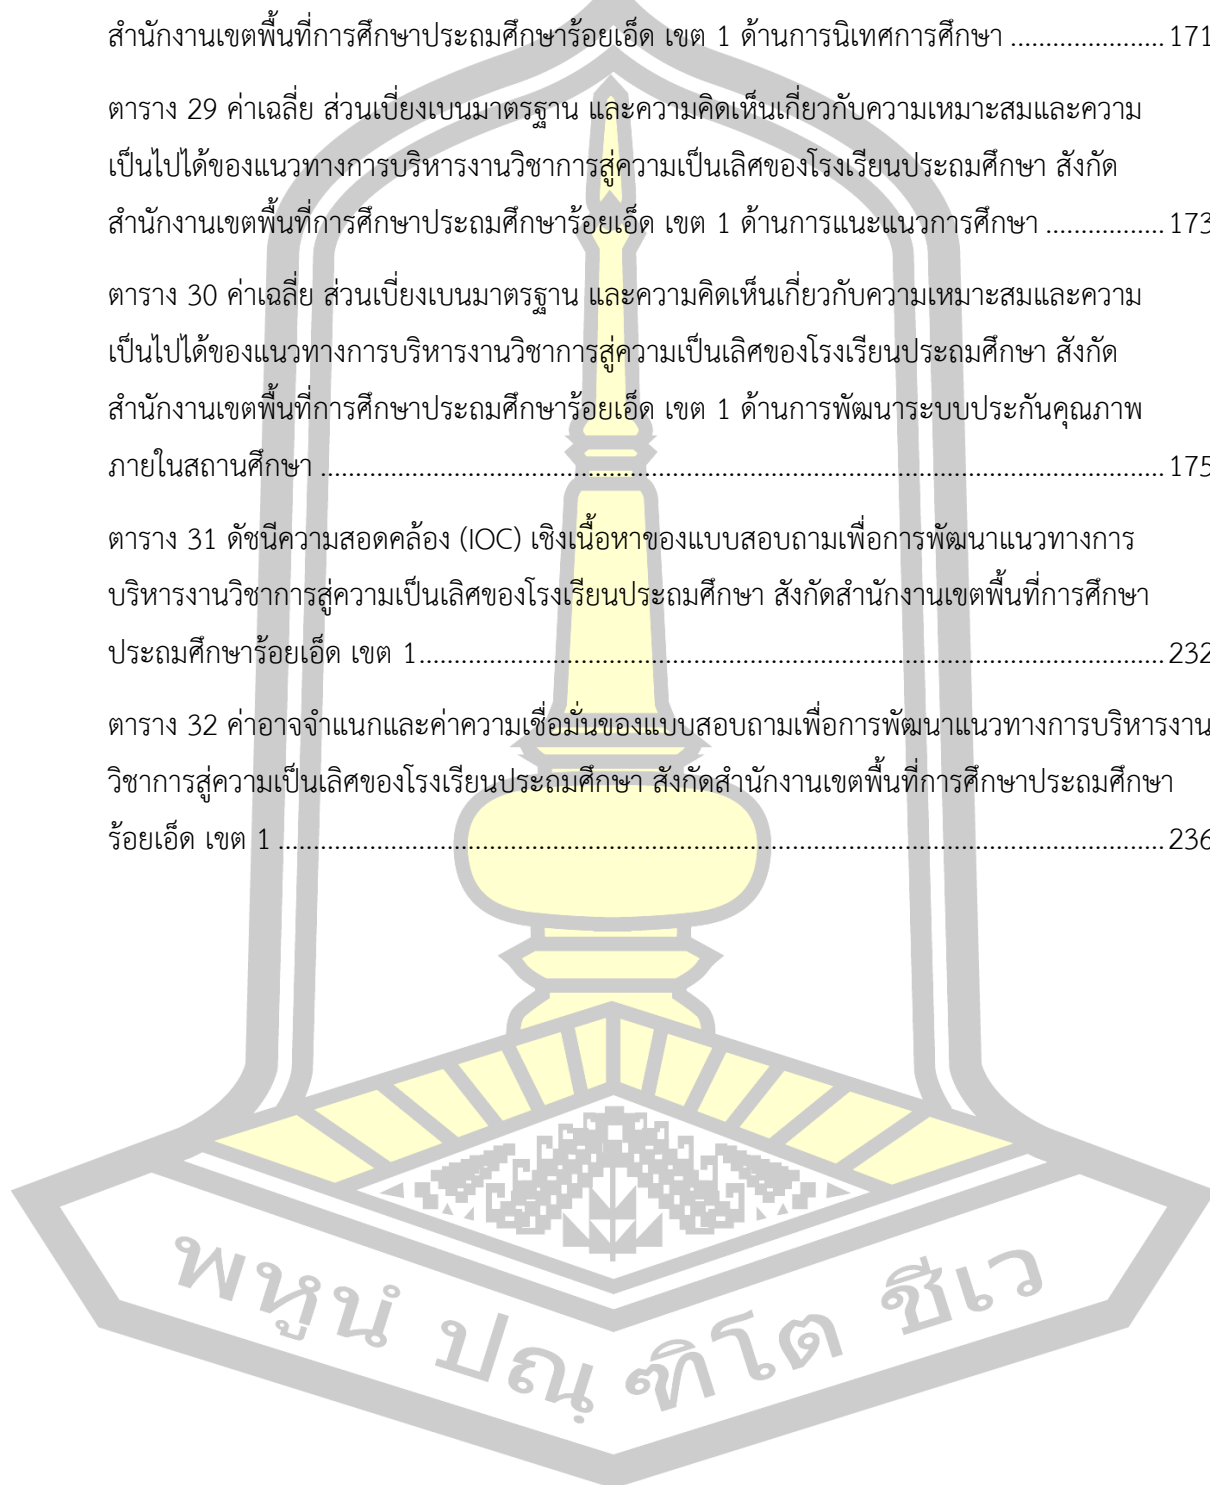 สำนักงานเขตพื้นที่การศึกษาประถมศึกษาร้อยเอ็ด เขต 1 ด้านการนิเทศการศึกษา ...................... 171
ตาราง 29 ค่าเฉลี่ย ส่วนเบี่ยงเบนมาตรฐาน และความคิดเห็นเกี่ยวกับความเหมาะสมและความ
เป็นไปได้ของแนวทางการบริหารงานวิชาการสู่ความเป็นเลิศของโรงเรียนประถมศึกษา สังกัด
สำนักงานเขตพื้นที่การศึกษาประถมศึกษาร้อยเอ็ด เขต 1 ด้านการแนะแนวการศึกษา ................. 173
ตาราง 30 ค่าเฉลี่ย ส่วนเบี่ยงเบนมาตรฐาน และความคิดเห็นเกี่ยวกับความเหมาะสมและความ
เป็นไปได้ของแนวทางการบริหารงานวิชาการสู่ความเป็นเลิศของโรงเรียนประถมศึกษา สังกัด
สำนักงานเขตพื้นที่การศึกษาประถมศึกษาร้อยเอ็ด เขต 1 ด้านการพัฒนาระบบประกันคุณภาพ
ภายในสถานศึกษา ........................................................................................................................ 175
ตาราง 31 ดัชนีความสอดคล้อง (IOC) เชิงเนื้อหาของแบบสอบถามเพื่อการพัฒนาแนวทางการ
บริหารงานวิชาการสู่ความเป็นเลิศของโรงเรียนประถมศึกษา สังกัดสำนักงานเขตพื้นที่การศึกษา
ประถมศึกษาร้อยเอ็ด เขต 1.......................................................................................................... 232
ตาราง 32 ค่าอาจจำแนกและค่าความเชื่อมั่นของแบบสอบถามเพื่อการพัฒนาแนวทางการบริหารงาน
วิชาการสู่ความเป็นเลิศของโรงเรียนประถมศึกษา สังกัดสำนักงานเขตพื้นที่การศึกษาประถมศึกษา
ร้อยเอ็ด เขต 1 .............................................................................................................................. 236
พหูนํ ปณฺฑิโต ชีเว